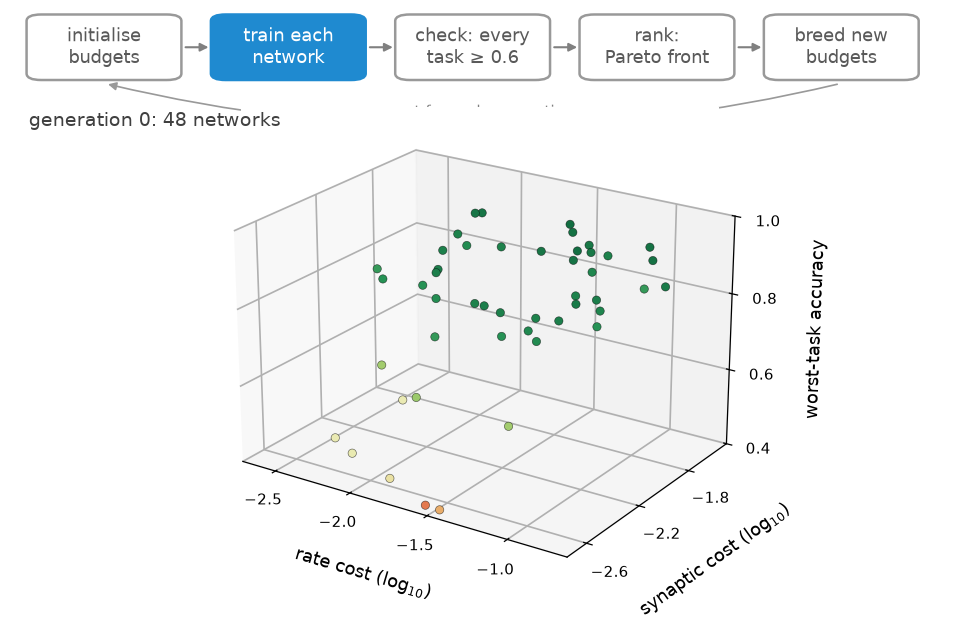 initialise
budgets
train each
network
check: every
task ≥ 0.6
rank:
Pareto front
breed new
budgets
generation 0: 48 networks
1.0
0.8
0.6
0.4
worst-task accuracy
−2.5
−2.0
−1.5
−1.0
rate cost (log₁₀)
−1.8
−2.2
−2.6
synaptic cost (log₁₀)